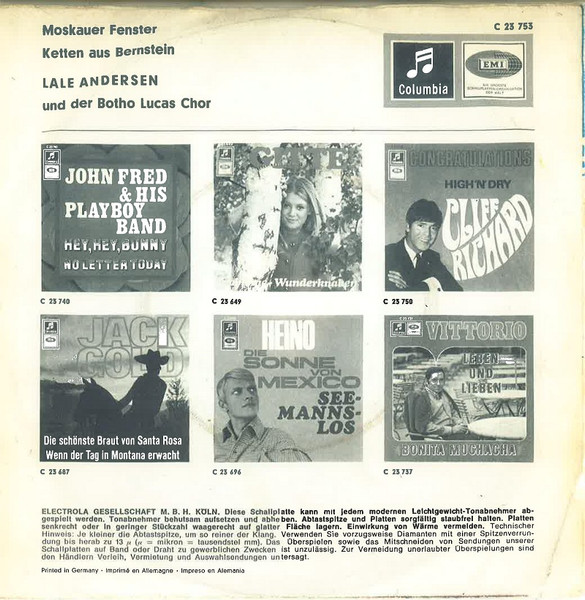 Moskauer Fenster
Ketten aus Bernstein
LALE ANDERSEN
und der Botho Lucas Chor
C 23 753
Columbia
EMI
JOHN FRED
& HIS
PLAYBOY
BAND
HEY, HEY, BUNNY
NO LETTER TODAY
C 23 740
GITTE
Wunderknaben
C 23 649
CONGRATULATIONS
HIGH'N'DRY
CLIFF
RICHARD
C 23 750
JACK
GOLD
Die schönste Braut von Santa Rosa
Wenn der Tag in Montana erwacht
C 23 687
HEINO
DIE
SONNE
VON
MEXICO
SEE-
MANNS-
LOS
C 23 696
VITTORIO
LEBEN
UND
LIEBEN
BONITA MUCHACHA
C 23 737
ELECTROLA GESELLSCHAFT M. B. H. KÖLN. Diese Schallplatte kann mit jedem modernen Leichtgewicht-Tonabnehmer ab-
gespielt werden. Tonabnehmer behutsam aufsetzen und abheben. Abtastspitze und Platten sorgfältig staubfrei halten. Platten
senkrecht oder in geringer Stückzahl waagerecht auf glatter Fläche lagern. Einwirkung von Wärme vermeiden. Technischer
Hinweis: Je kleiner die Abtastspitze, um so reiner der Klang. Verwenden Sie vorzugsweise Diamanten mit einer Spitzenverrun-
dung bis herab zu 13 μ (μ = mikron = tausendstel mm). Das Überspielen sowie das Mitschneiden von Sendungen unserer
Schallplatten auf Band oder Draht zu gewerblichen Zwecken ist unzulässig. Zur Vermeidung unerlaubter Überspielungen sind
den Händlern Verleih, Vermietung und Auswahlsendungen untersagt.
Printed in Germany · Imprimé en Allemagne · Impreso en Alemania